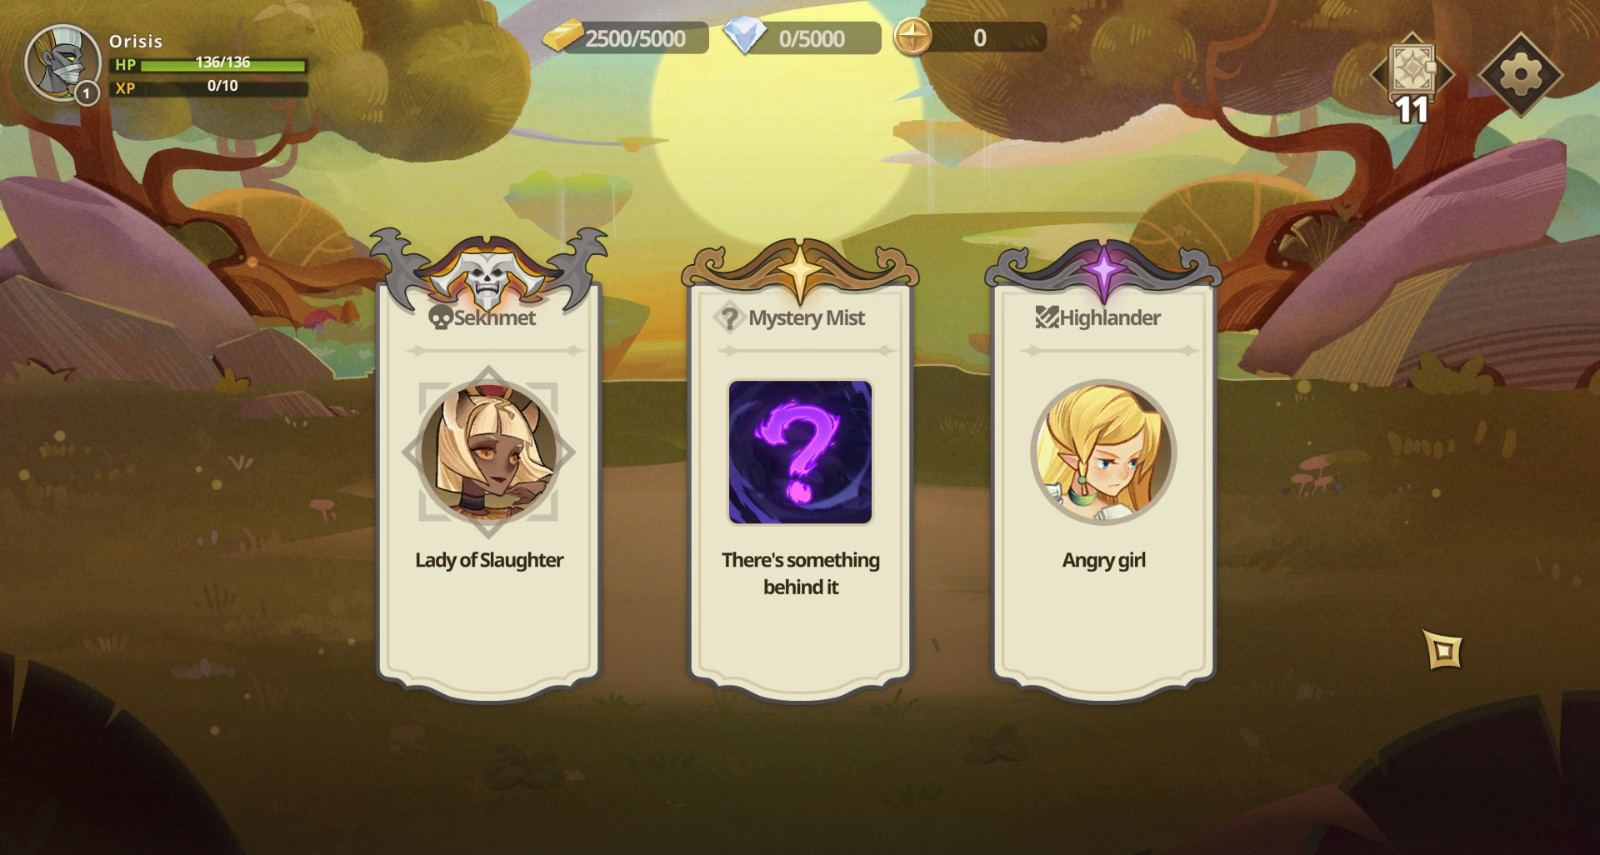 Orisis
HP 136/136
XP 0/10
1
2500/5000
0/5000
0
11
Sekhmet
Lady of Slaughter
? Mystery Mist
?
There's something
behind it
Highlander
Angry girl